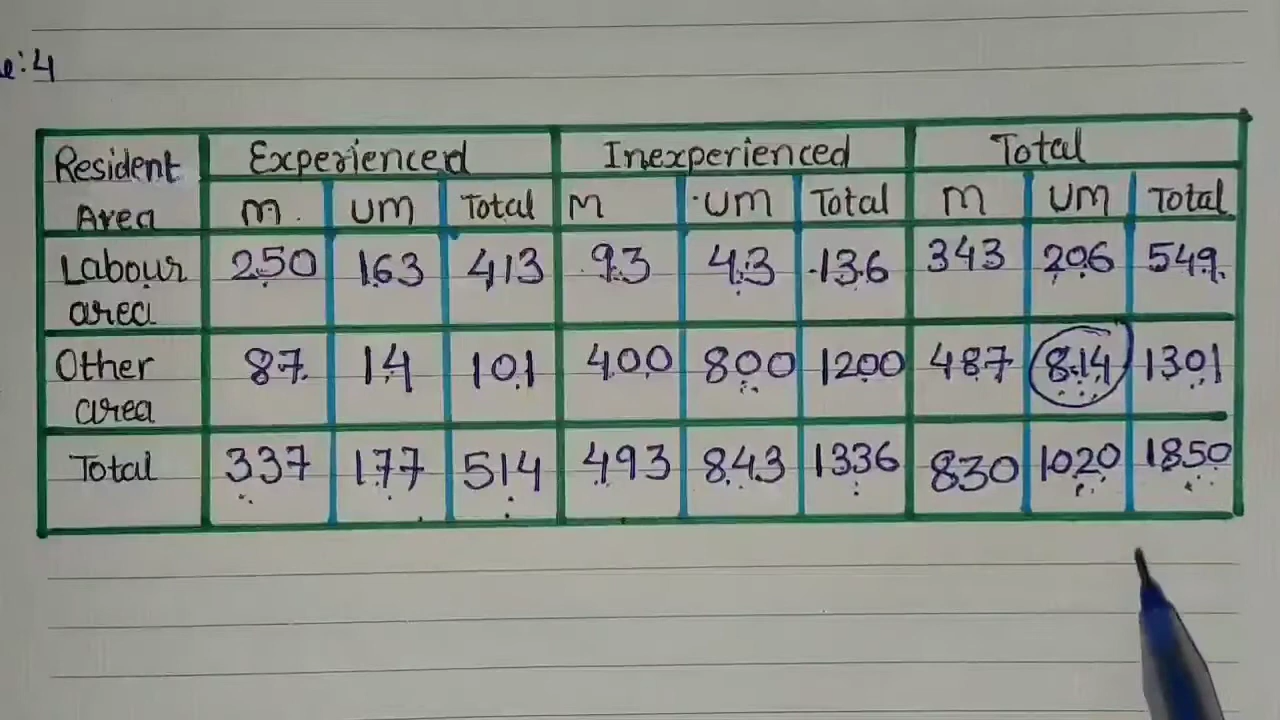 e:4
Resident Area Experienced Inexperienced Total
M UM Total M UM Total M UM Total
Labour area 250 163 413 93 43 136 343 206 549
Other area 87 14 101 400 800 1200 487 814 1301
Total 337 177 514 493 843 1336 830 1020 1850